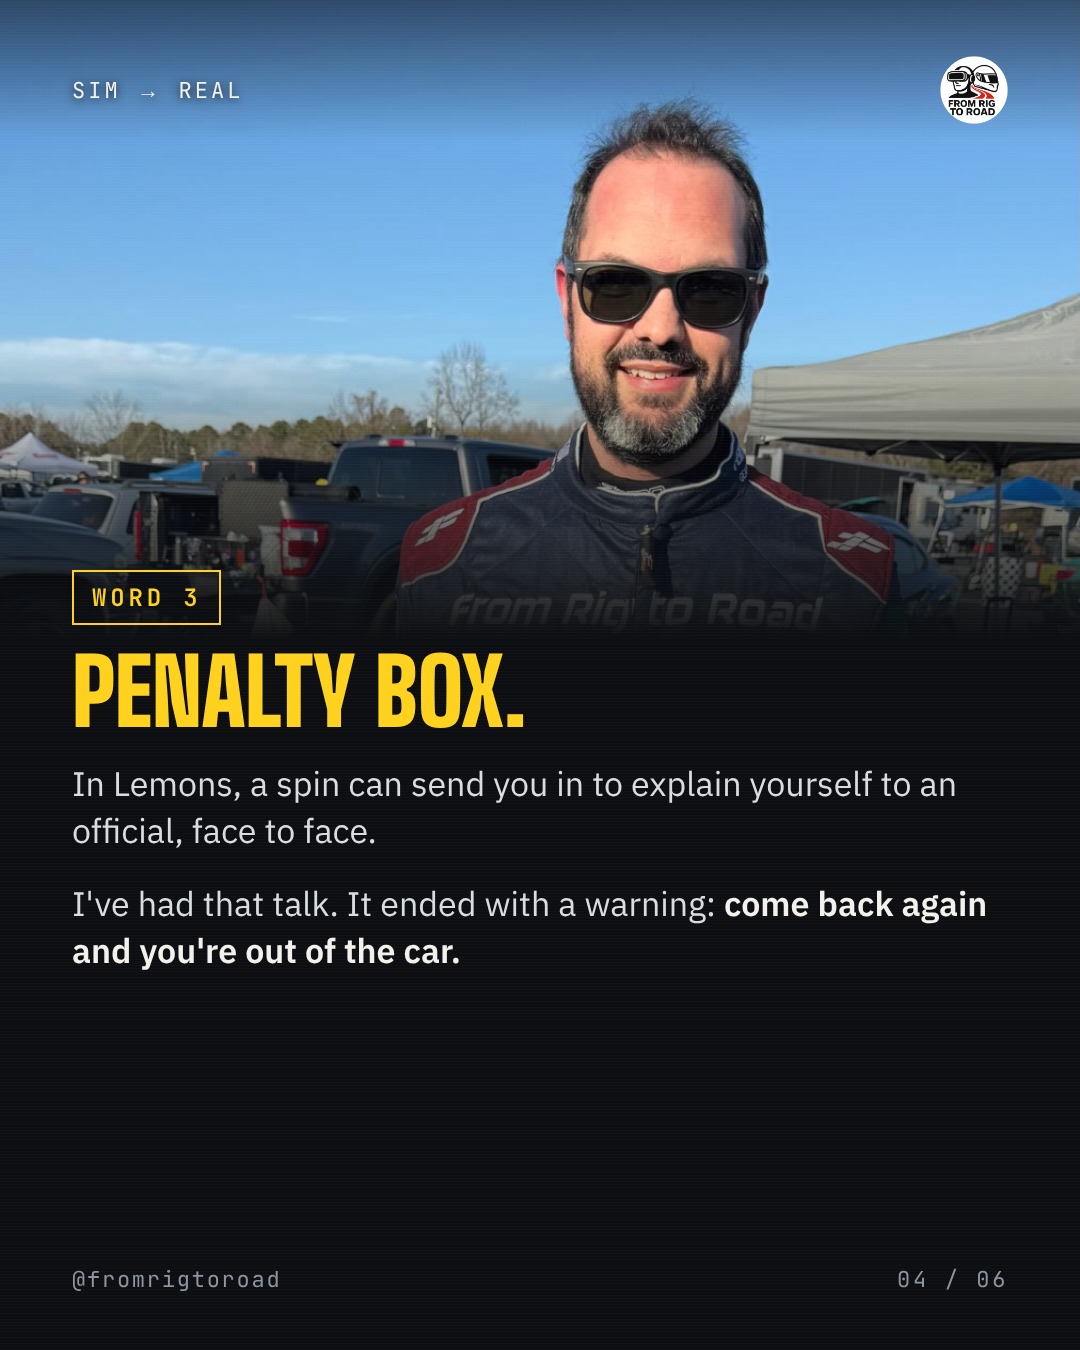 SIM → REAL
FROM RIG
TO ROAD
From Rig to Road
WORD 3
PENALTY BOX.
In Lemons, a spin can send you in to explain yourself to an
official, face to face.
I've had that talk. It ended with a warning: come back again
and you're out of the car.
@fromrigtoroad
04 / 06